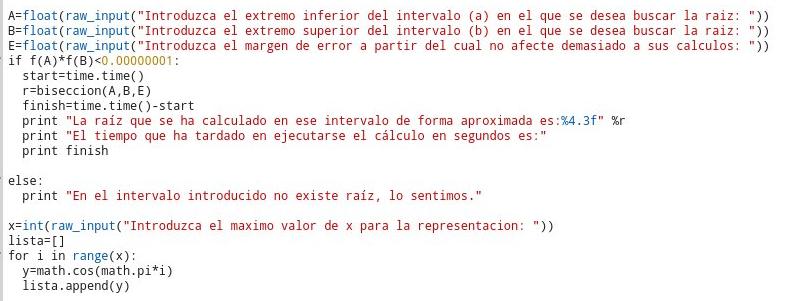 A=float(raw_input("Introduzca el extremo inferior del intervalo (a) en el que se desea buscar la raiz: "))
B=float(raw_input("Introduzca el extremo superior del intervalo (b) en el que se desea buscar la raiz: "))
E=float(raw_input("Introduzca el margen de error a partir del cual no afecte demasiado a sus calculos: "))
if f(A)*f(B)<0.00000001:
  start=time.time()
  r=biseccion(A,B,E)
  finish=time.time()-start
  print "La raíz que se ha calculado en ese intervalo de forma aproximada es:%4.3f" %r
  print "El tiempo que ha tardado en ejecutarse el cálculo en segundos es:"
  print finish

else:
  print "En el intervalo introducido no existe raíz, lo sentimos."

x=int(raw_input("Introduzca el maximo valor de x para la representacion: "))
lista=[]
for i in range(x):
  y=math.cos(math.pi*i)
  lista.append(y)